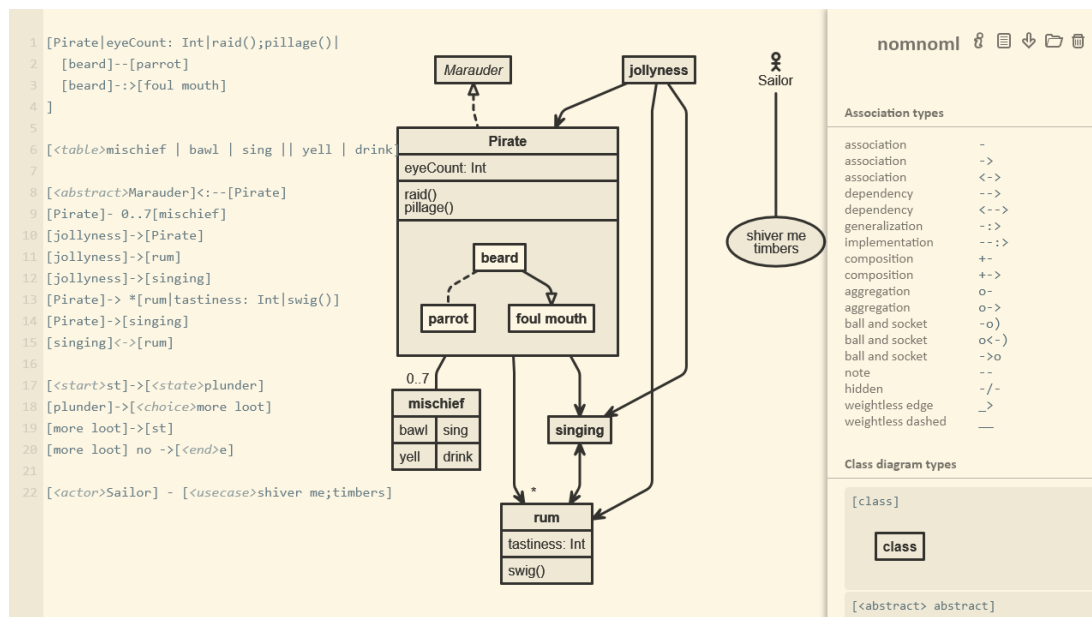 1 [Pirate|eyeCount: Int|raid();pillage()|
2 [beard]--[parrot]
3 [beard]-:>[foul mouth]
4 ]
5
6 [<table>mischief | bawl | sing || yell | drink]
7
8 [<abstract>Marauder]<:--[Pirate]
9 [Pirate]- 0..7[mischief]
10 [jollyness]->[Pirate]
11 [jollyness]->[rum]
12 [jollyness]->[singing]
13 [Pirate]-> *[rum|tastiness: Int|swig()]
14 [Pirate]->[singing]
15 [singing]<->[rum]
16
17 [<start>st]->[<state>plunder]
18 [plunder]->[<choice>more loot]
19 [more loot]->[st]
20 [more loot] no ->[<end>e]
21
22 [<actor>Sailor] - [<usecase>shiver me;timbers]
Marauder
jollyness
Pirate
eyeCount: Int
raid()
pillage()
beard
parrot
foul mouth
0..7
mischief
bawl sing
yell drink
singing
*
rum
tastiness: Int
swig()
Sailor
shiver me
timbers
nomnoml
Association types
association -
association ->
association <->
dependency -->
dependency <-->
generalization -:>
implementation --:>
composition +-
composition +->
aggregation o-
aggregation o->
ball and socket -o)
ball and socket o<-)
ball and socket ->o
note --
hidden -/-
weightless edge _>
weightless dashed __
Class diagram types
[class]
class
[<abstract> abstract]